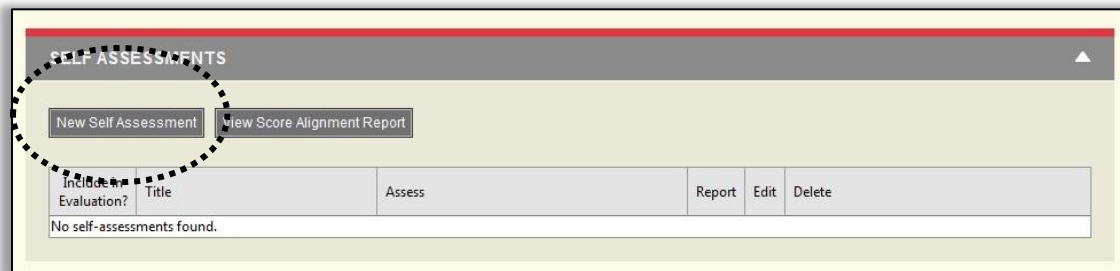 SELF ASSESSMENTS
New Self Assessment View Score Alignment Report
Include in Evaluation? Title Assess Report Edit Delete
No self-assessments found.